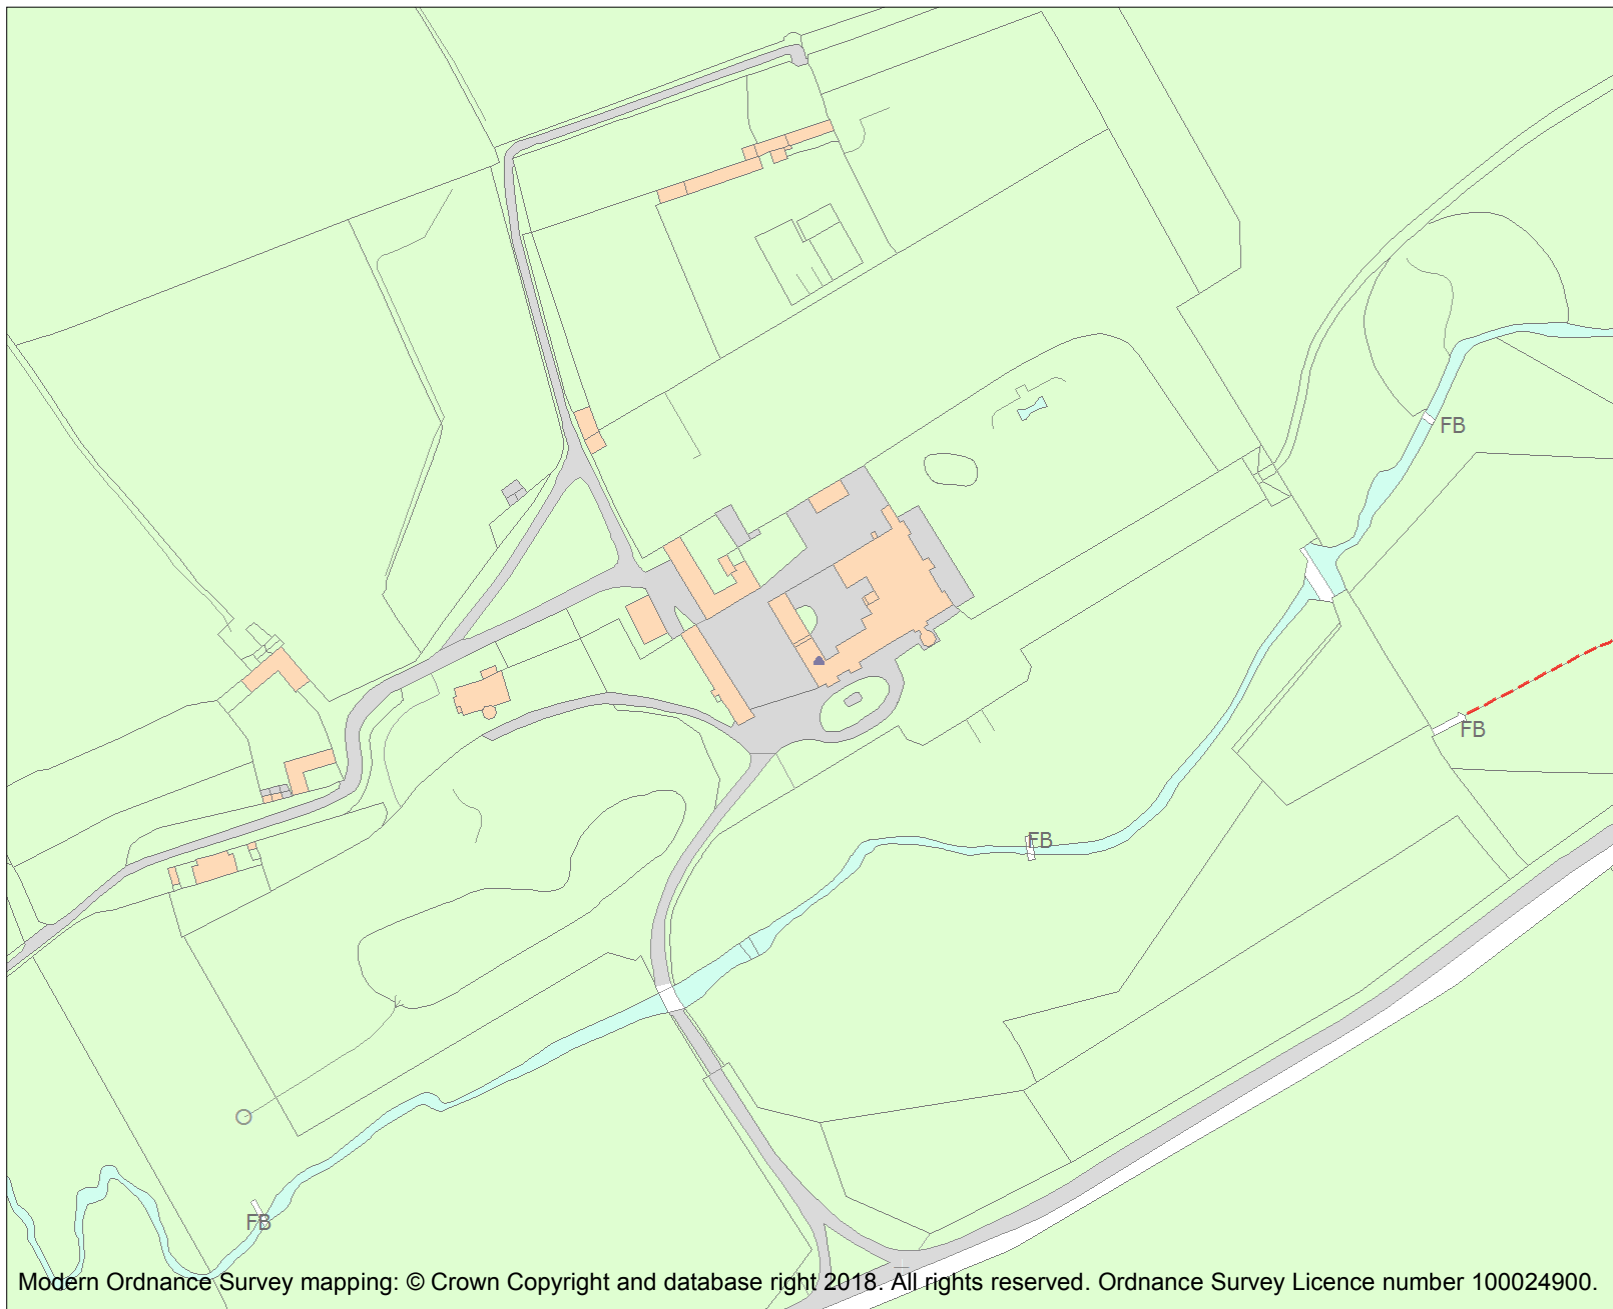 FB
FB
FB
FB
Modern Ordnance Survey mapping: © Crown Copyright and database right 2018. All rights reserved. Ordnance Survey Licence number 100024900.